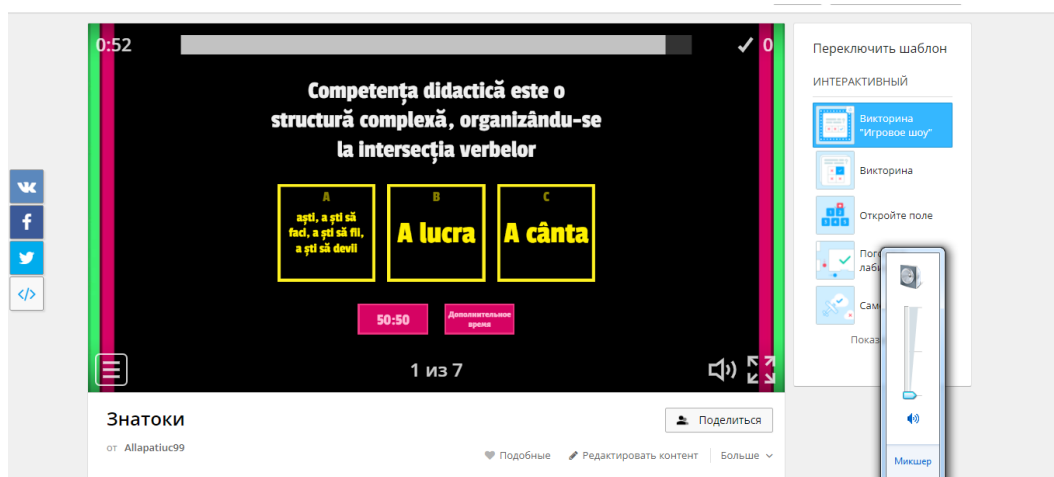 0:52
✓ 0
Competența didactică este o
structură complexă, organizându-se
la intersecția verbelor
A
aști, a ști să
faci, a ști să fii,
a ști să devii
B
A lucra
C
A cânta
50:50
Дополнительное
время
1 из 7
Знатоки
от Allapatiuc99
Поделиться
Подобные
Редактировать контент
Больше
Переключить шаблон
ИНТЕРАКТИВНЫЙ
Викторина
"Игровое шоу"
Викторина
Откройте поле
Микшер